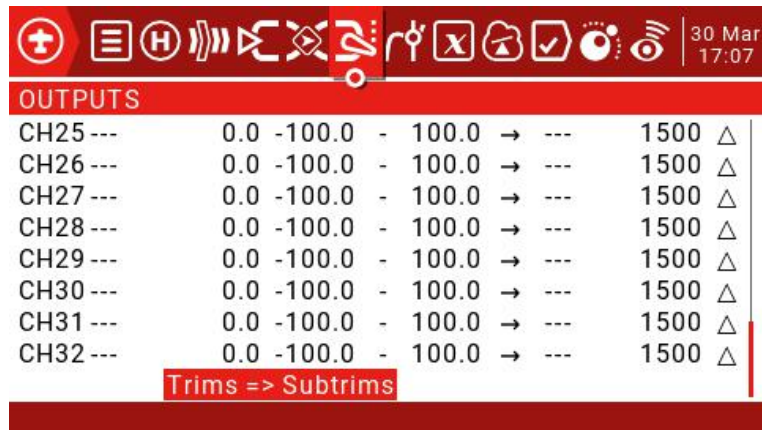 30 Mar
17:07
OUTPUTS
CH25 --- 0.0 -100.0 - 100.0 → --- 1500 △
CH26 --- 0.0 -100.0 - 100.0 → --- 1500 △
CH27 --- 0.0 -100.0 - 100.0 → --- 1500 △
CH28 --- 0.0 -100.0 - 100.0 → --- 1500 △
CH29 --- 0.0 -100.0 - 100.0 → --- 1500 △
CH30 --- 0.0 -100.0 - 100.0 → --- 1500 △
CH31 --- 0.0 -100.0 - 100.0 → --- 1500 △
CH32 --- 0.0 -100.0 - 100.0 → --- 1500 △
Trims => Subtrims